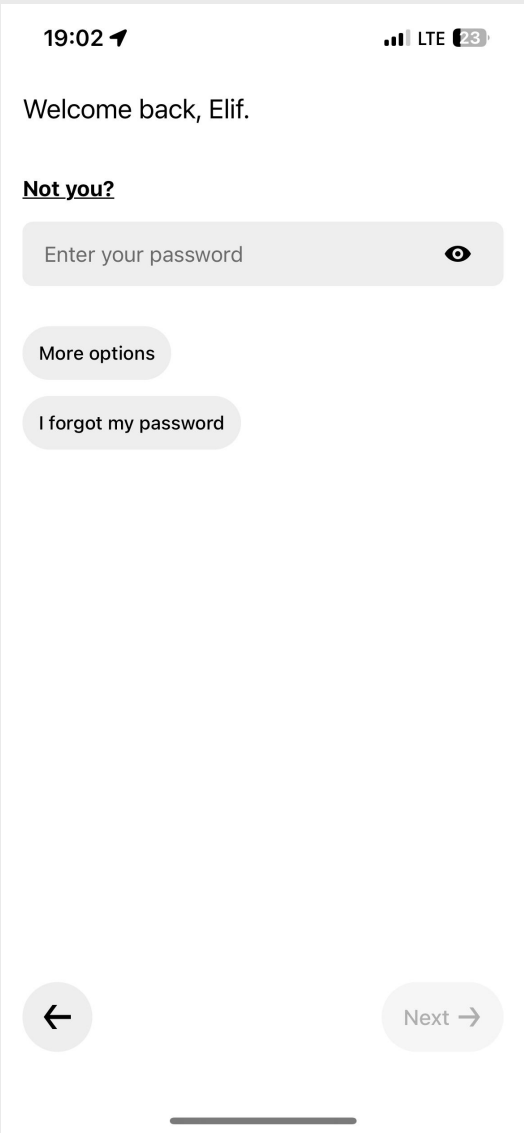 19:02
LTE
23
Welcome back, Elif.
Not you?
Enter your password
More options
I forgot my password
Next